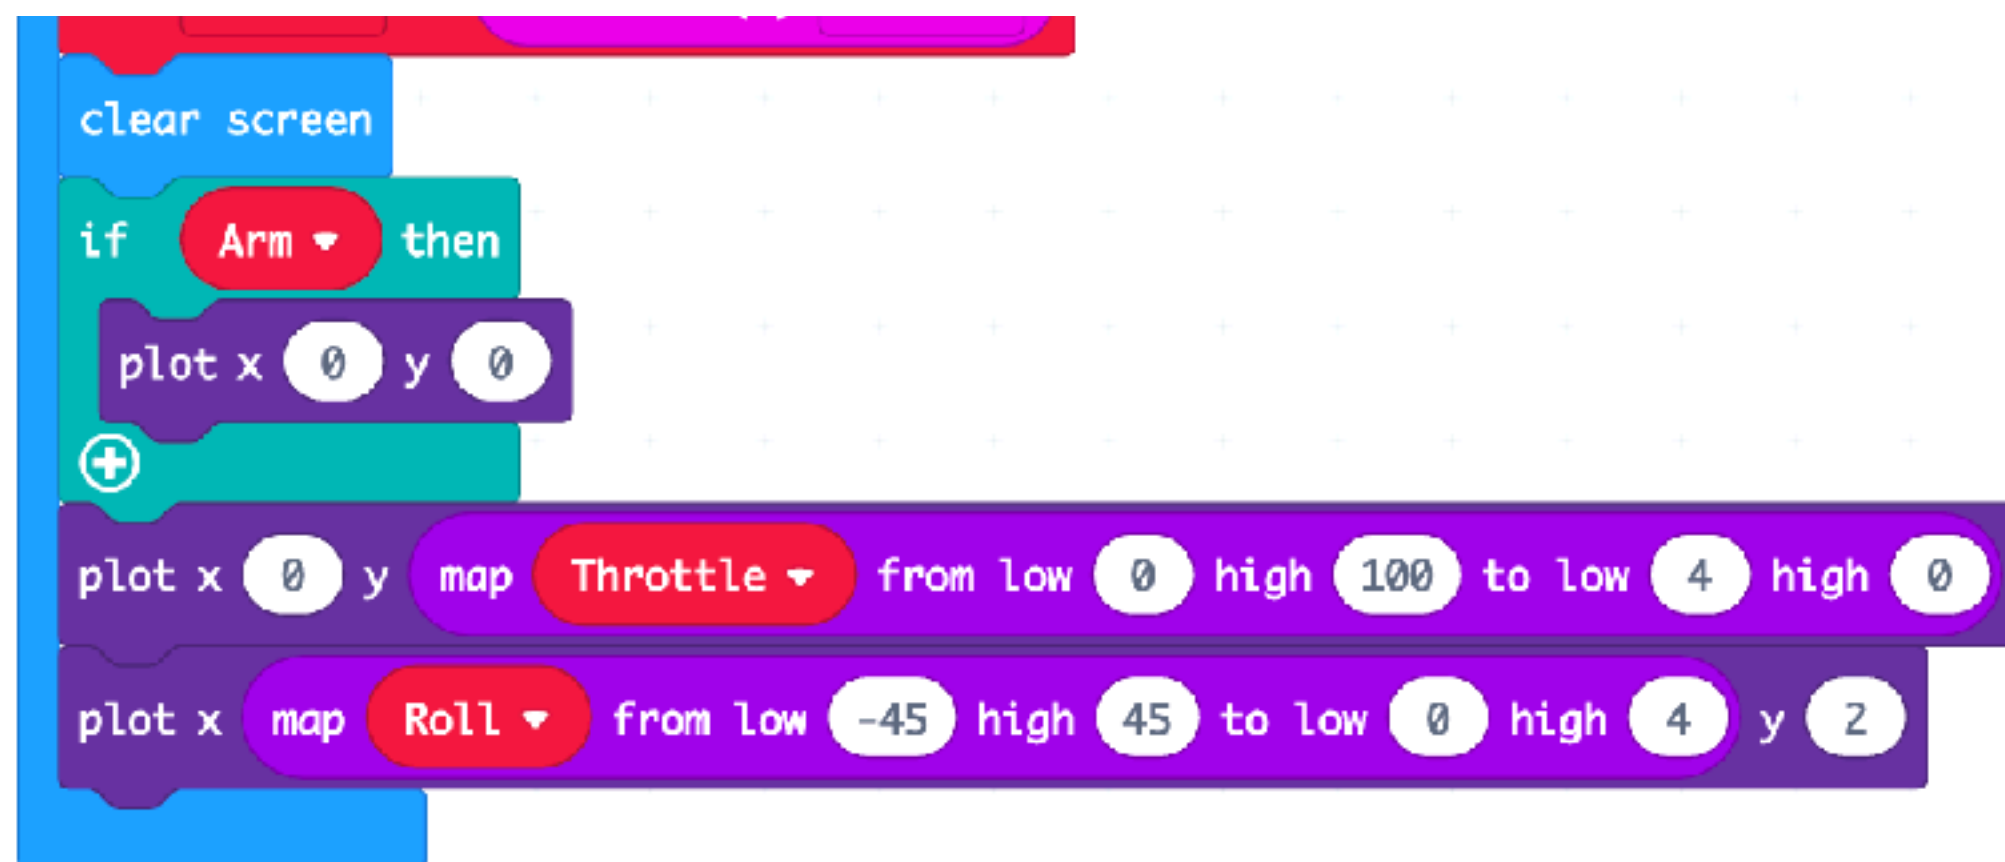 clear screen
if Arm then
plot x 0 y 0
plot x 0 y map Throttle from low 0 high 100 to low 4 high 0
plot x map Roll from low -45 high 45 to low 0 high 4 y 2